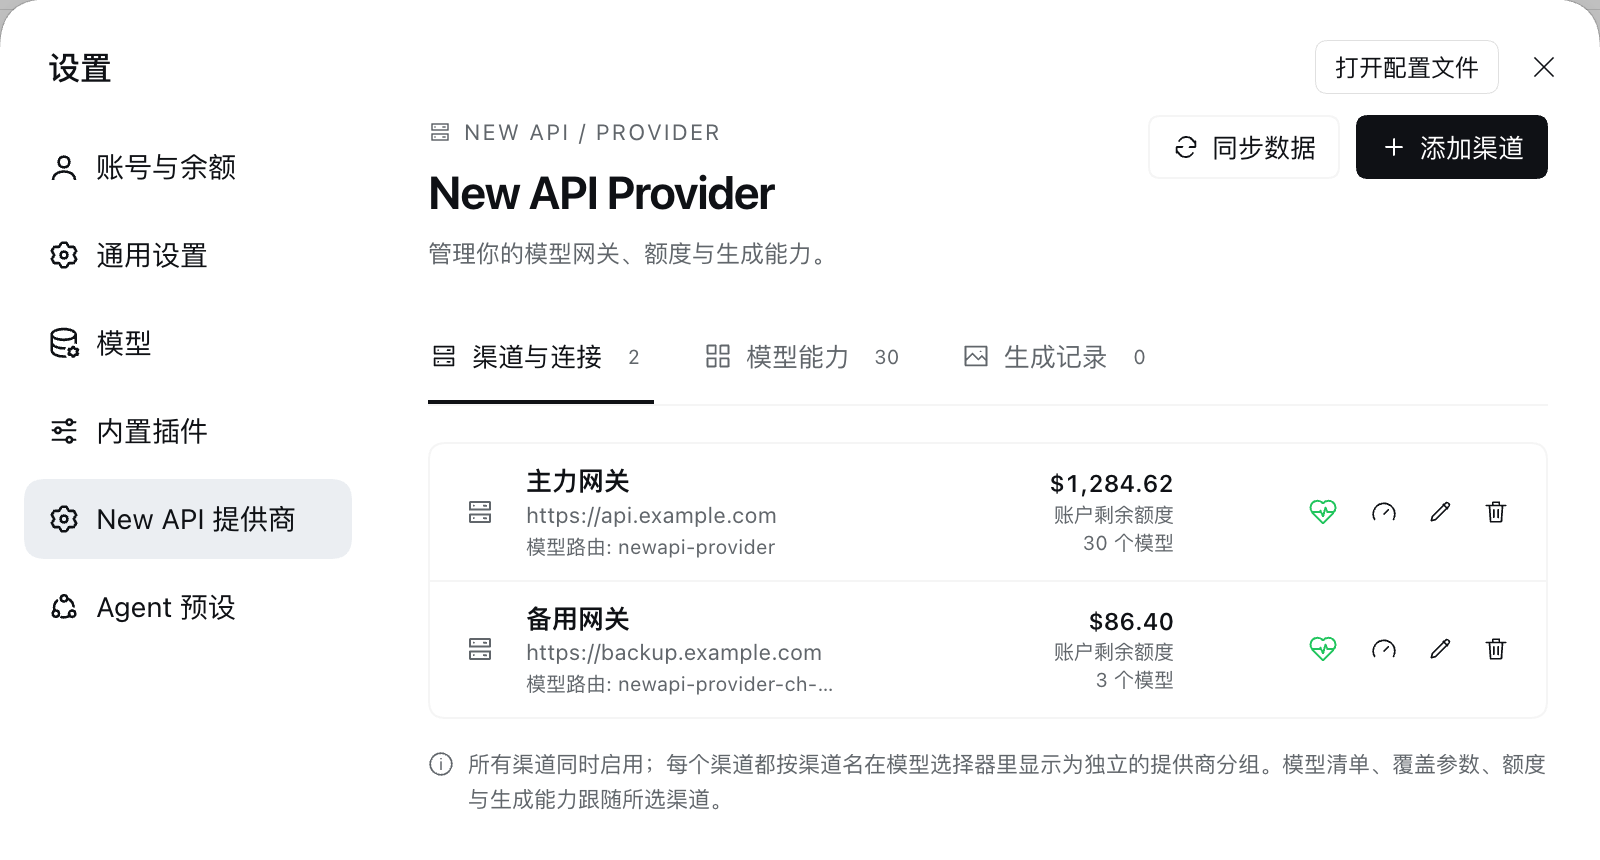 设置
打开配置文件
账号与余额
通用设置
模型
内置插件
New API 提供商
Agent 预设
NEW API / PROVIDER
New API Provider
管理你的模型网关、额度与生成能力。
同步数据
添加渠道
渠道与连接 2
模型能力 30
生成记录 0
主力网关
https://api.example.com
模型路由: newapi-provider
$1,284.62
账户剩余额度
30 个模型
备用网关
https://backup.example.com
模型路由: newapi-provider-ch-...
$86.40
账户剩余额度
3 个模型
所有渠道同时启用；每个渠道都按渠道名在模型选择器里显示为独立的提供商分组。模型清单、覆盖参数、额度
与生成能力跟随所选渠道。